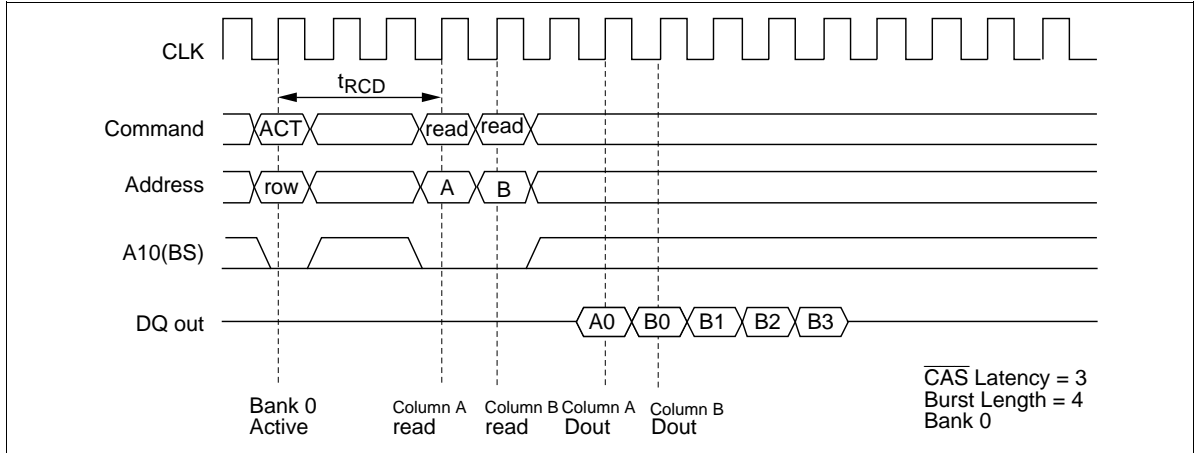 CLK
tRCD
Command ACT read read
Address row A B
A10(BS)
DQ out A0 B0 B1 B2 B3
CAS Latency = 3
Burst Length = 4
Bank 0
Bank 0
Active
Column A
read
Column B
read
Column A
Dout
Column B
Dout